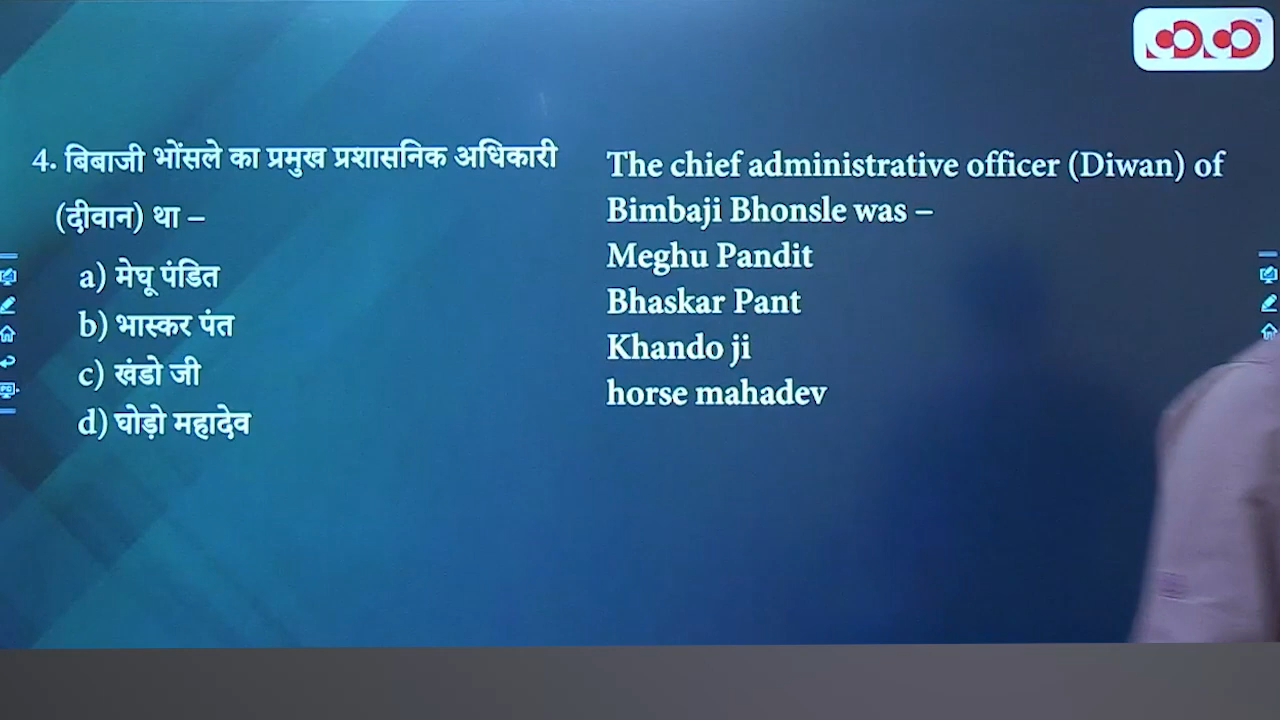 4. बिबाजी भोंसले का प्रमुख प्रशासनिक अधिकारी
(दीवान) था –
a) मेघू पंडित
b) भास्कर पंत
c) खंडो जी
d) घोड़ो महादेव
The chief administrative officer (Diwan) of
Bimbaji Bhonsle was –
Meghu Pandit
Bhaskar Pant
Khando ji
horse mahadev